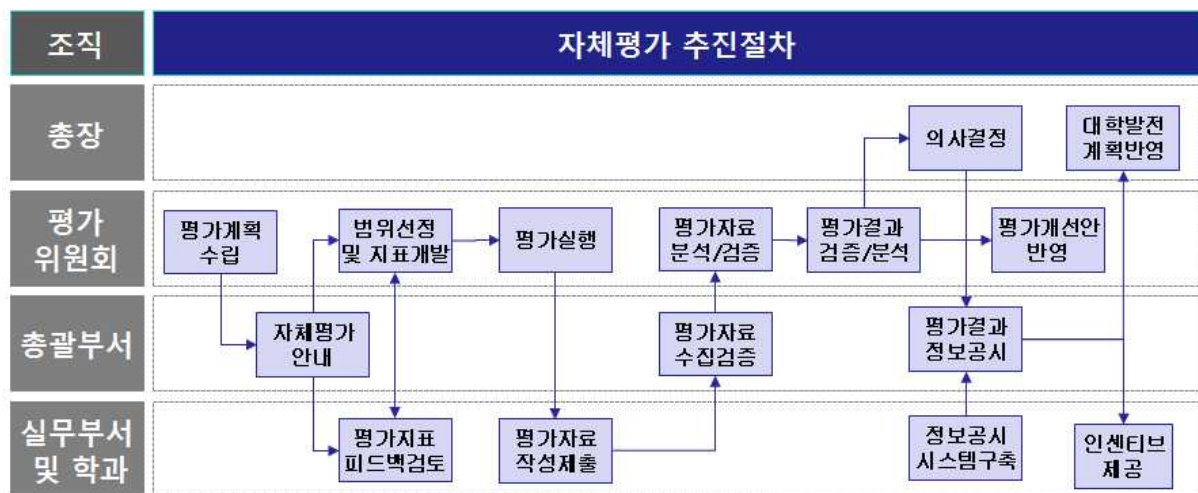 조직
자체평가 추진절차
총장
의사결정
대학발전
계획반영
평가
위원회
평가계획
수립
범위선정
및 지표개발
평가실행
평가자료
분석/검증
평가결과
검증/분석
평가개선안
반영
총괄부서
자체평가
안내
평가자료
수집검증
평가결과
정보공시
실무부서
및 학과
평가지표
피드백검토
평가자료
작성제출
정보공시
시스템구축
인센티브
제공